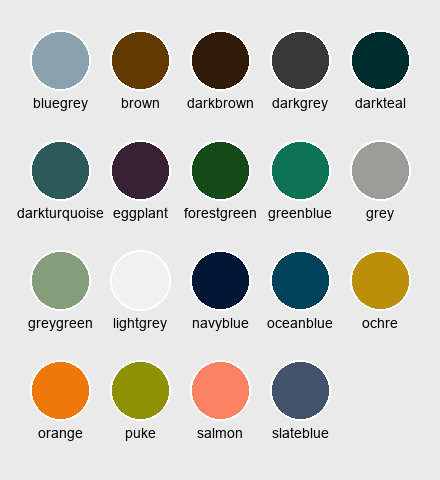 bluegrey brown darkbrown darkgrey darkteal
darkturquoise eggplant forestgreen greenblue grey
greygreen lightgrey navyblue oceanblue ochre
orange puke salmon slateblue